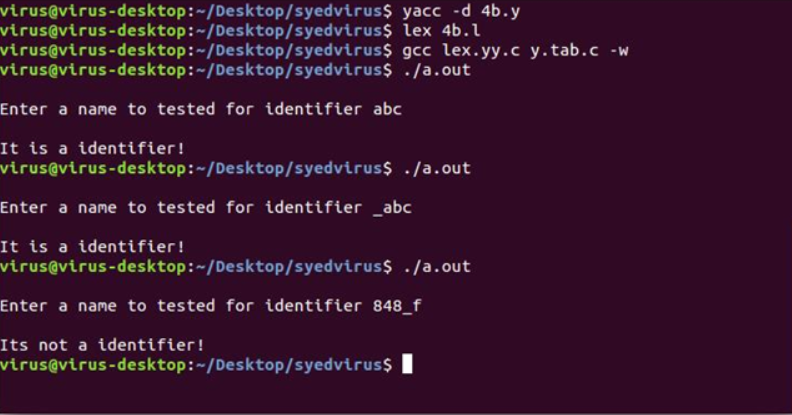 virus@virus-desktop:~/Desktop/syedvirus$ yacc -d 4b.y
virus@virus-desktop:~/Desktop/syedvirus$ lex 4b.l
virus@virus-desktop:~/Desktop/syedvirus$ gcc lex.yy.c y.tab.c -w
virus@virus-desktop:~/Desktop/syedvirus$ ./a.out
Enter a name to tested for identifier abc
It is a identifier!
virus@virus-desktop:~/Desktop/syedvirus$ ./a.out
Enter a name to tested for identifier _abc
It is a identifier!
virus@virus-desktop:~/Desktop/syedvirus$ ./a.out
Enter a name to tested for identifier 848_f
Its not a identifier!
virus@virus-desktop:~/Desktop/syedvirus$